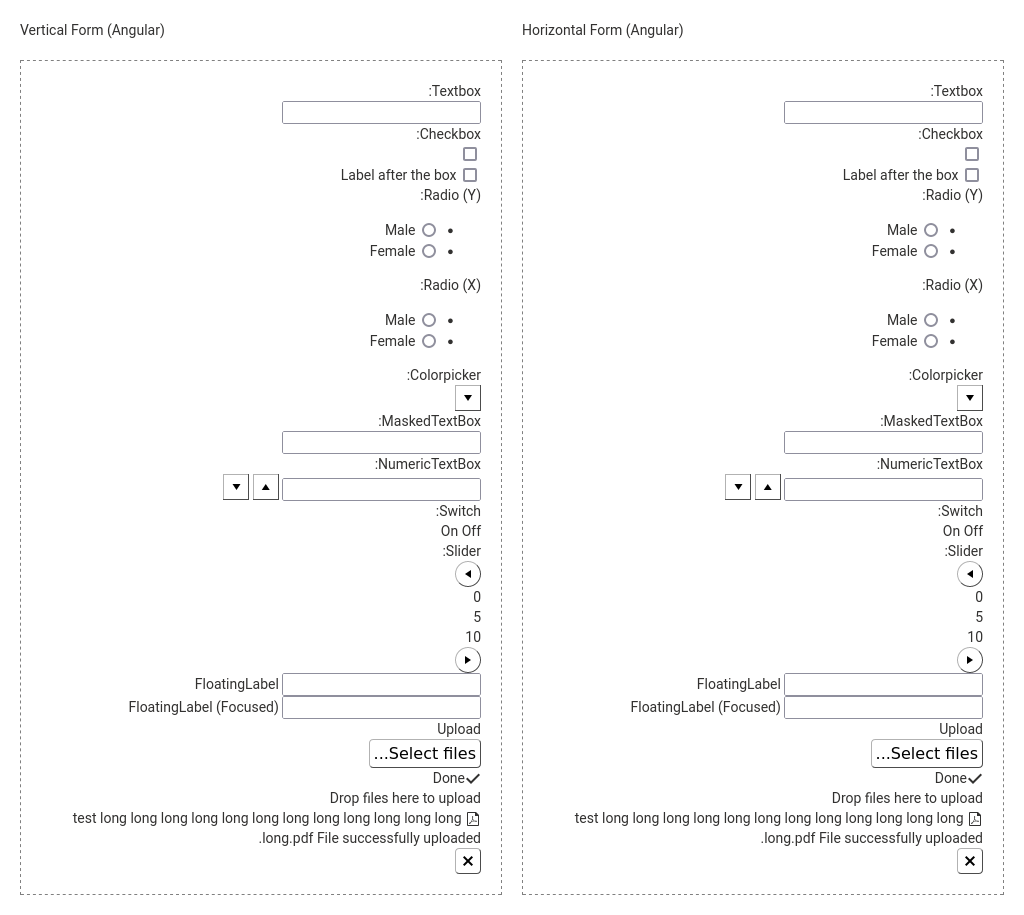 Vertical Form (Angular)
:Textbox
:Checkbox
Label after the box
:Radio (Y)
Male
Female
:Radio (X)
Male
Female
:Colorpicker
:MaskedTextBox
:NumericTextBox
:Switch
On Off
:Slider
0
5
10
FloatingLabel
FloatingLabel (Focused)
Upload
...Select files
Done
Drop files here to upload
test long long long long long long long long long long long long
.long.pdf File successfully uploaded
Horizontal Form (Angular)
:Textbox
:Checkbox
Label after the box
:Radio (Y)
Male
Female
:Radio (X)
Male
Female
:Colorpicker
:MaskedTextBox
:NumericTextBox
:Switch
On Off
:Slider
0
5
10
FloatingLabel
FloatingLabel (Focused)
Upload
...Select files
Done
Drop files here to upload
test long long long long long long long long long long long long
.long.pdf File successfully uploaded